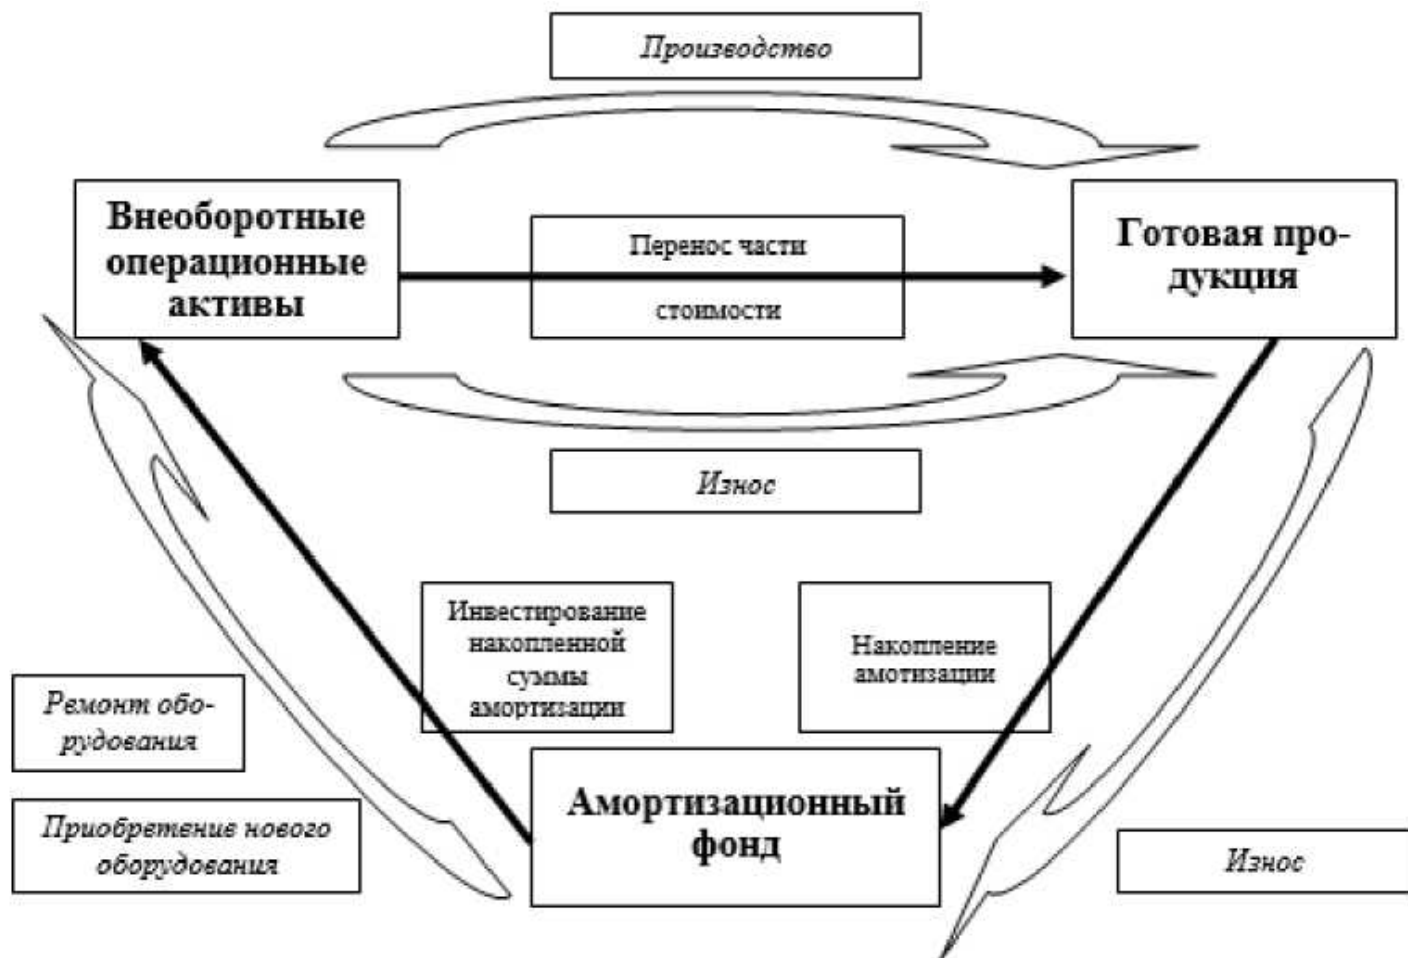 Производство
Внеоборотные
операционные
активы
Перенос части
стоимости
Готовая про-
дукция
Износ
Инвестирование
накопленной
суммы
амортизации
Накопление
амотизации
Ремонт обо-
рудования
Приобретение нового
оборудования
Амортизационный
фонд
Износ